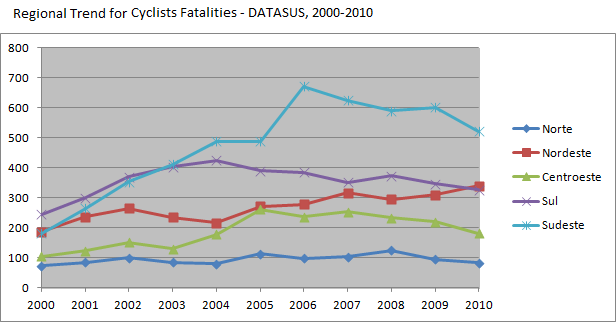 Regional Trend for Cyclists Fatalities - DATASUS, 2000-2010
800
700
600
500
400
300
200
100
0
2000 2001 2002 2003 2004 2005 2006 2007 2008 2009 2010
Norte
Nordeste
Centroeste
Sul
Sudeste